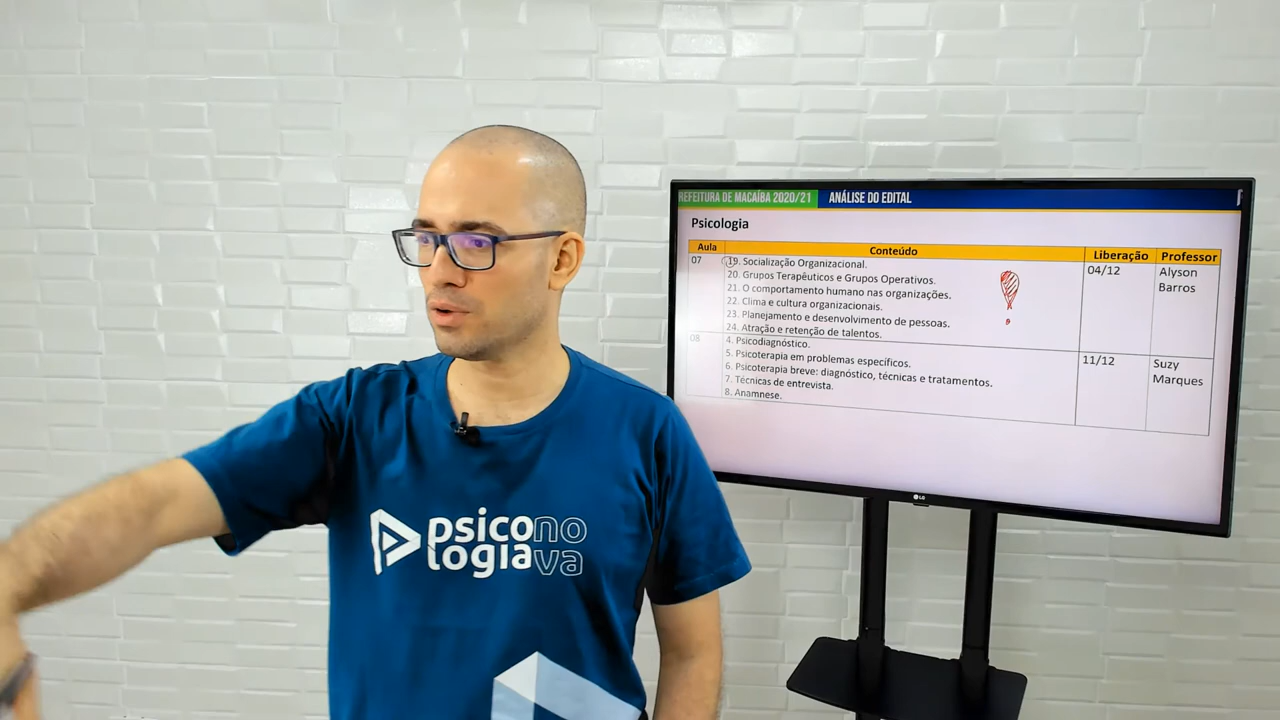 REFEITURA DE MACAÍBA 2020/21 ANÁLISE DO EDITAL
Psicologia
Aula Conteúdo Liberação Professor
07 19. Socialização Organizacional. 04/12 Alyson Barros
20. Grupos Terapêuticos e Grupos Operativos.
21. O comportamento humano nas organizações.
22. Clima e cultura organizacionais.
23. Planejamento e desenvolvimento de pessoas.
24. Atração e retenção de talentos.
08 4. Psicodiagnóstico. 11/12 Suzy Marques
5. Psicoterapia em problemas específicos.
6. Psicoterapia breve: diagnóstico, técnicas e tratamentos.
7. Técnicas de entrevista.
8. Anamnese.
LG
psicono
logiava